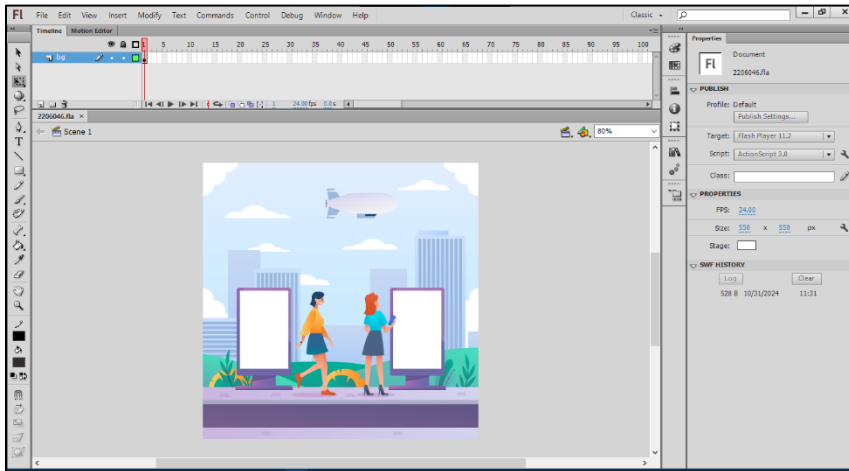 Fl File Edit View Insert Modify Text Commands Control Debug Window Help Classic
Timeline Motion Editor
1 5 10 15 20 25 30 35 40 45 50 55 60 65 70 75 80 85 90 95 100
bg
1 24.00 fps 0.0 s
2206046.fla ×
Scene 1 80%
Properties
Fl Document
2206046.fla
PUBLISH
Profile: Default
Publish Settings...
Target: Flash Player 11.2
Script: ActionScript 3.0
Class:
PROPERTIES
FPS: 24.00
Size: 550 x 550 px
Stage:
SWF HISTORY
Log Clear
528 B 10/31/2024 11:31